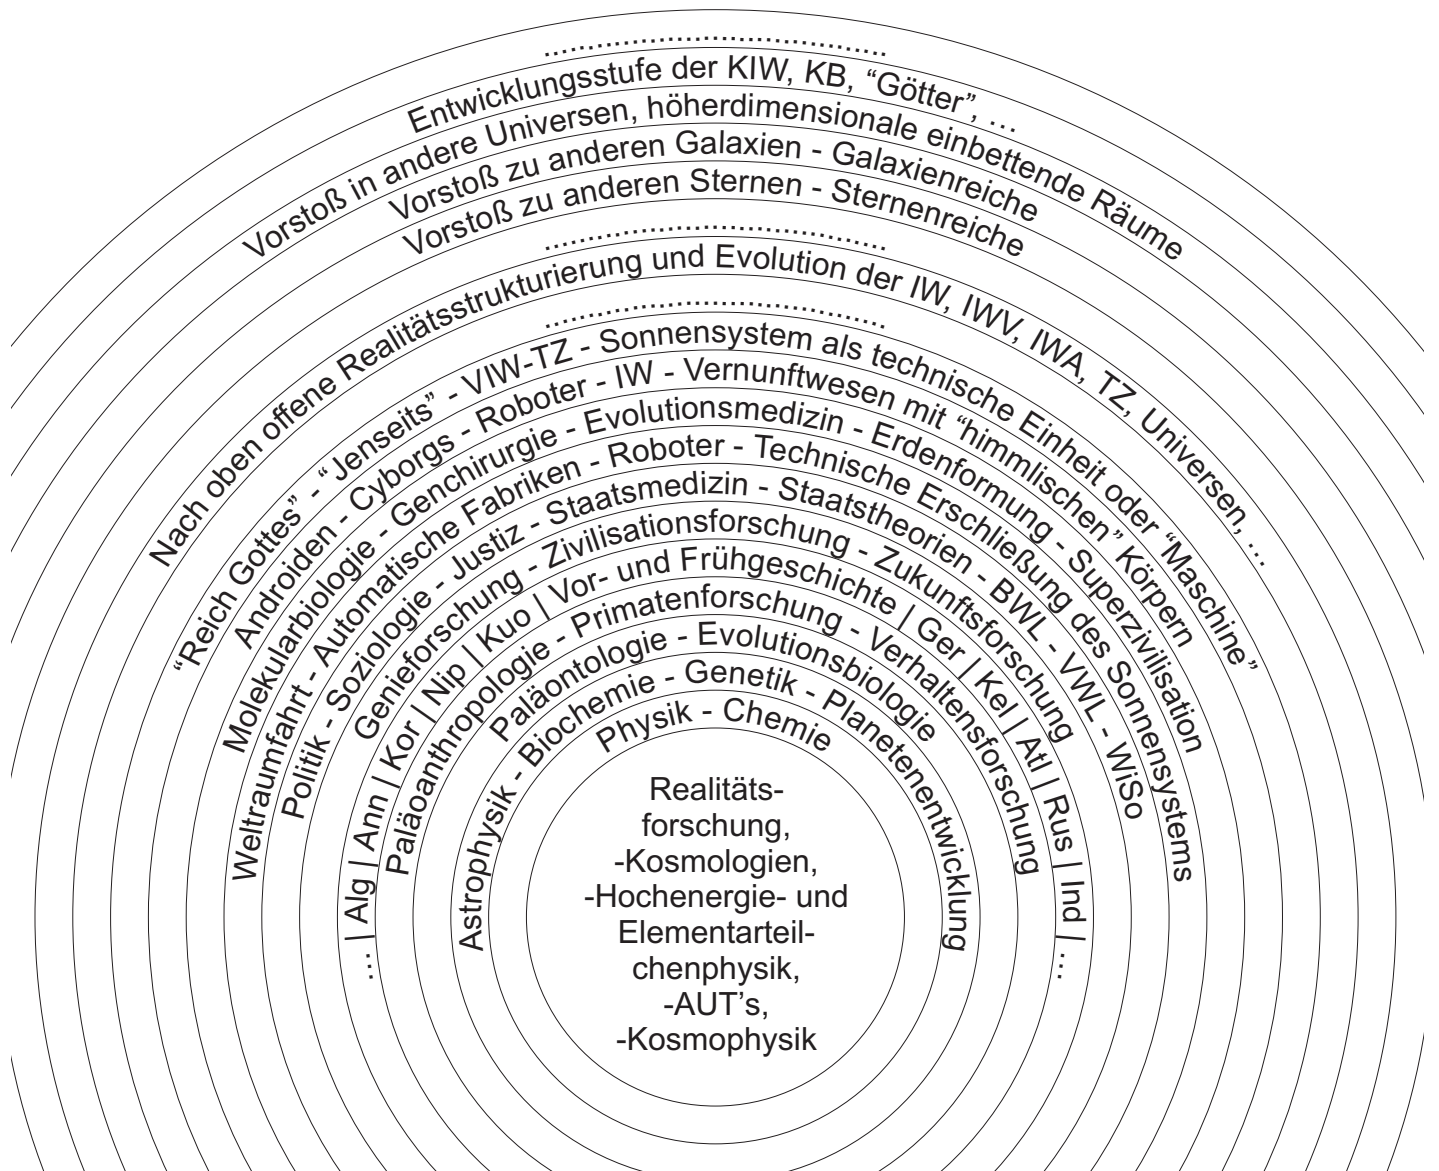 .......................................
Entwicklungsstufe der KIW, KB, “Götter”, ...
Vorstoß in andere Universen, höherdimensionale einbettende Räume
Vorstoß zu anderen Galaxien - Galaxienreiche
Vorstoß zu anderen Sternen - Sternenreiche
.......................................
Nach oben offene Realitätsstrukturierung und Evolution der IW, IWV, IWA, TZ, Universen, ...
.......................................
“Reich Gottes” - “Jenseits” - VIW-TZ - Sonnensystem als technische Einheit oder “Maschine”
Androiden - Cyborgs - Roboter - IW - Vernunftwesen mit “himmlischen” Körpern
Molekularbiologie - Genchirurgie - Evolutionsmedizin - Erdenformung - Superzivilisation
Weltraumfahrt - Automatische Fabriken - Roboter - Technische Erschließung des Sonnensystems
Politik - Soziologie - Justiz - Staatsmedizin - Staatstheorien - BWL - VWL - WiSo
Genieforschung - Zivilisationsforschung - Zukunftsforschung
... | Alg | Ann | Kor | Nip | Kuo | Vor- und Frühgeschichte | Ger | Kel | Atl | Rus | Ind | ...
Paläoanthropologie - Primatenforschung - Verhaltensforschung
Paläontologie - Evolutionsbiologie
Astrophysik - Biochemie - Genetik - Planetenentwicklung
Physik - Chemie
Realitäts-
forschung,
-Kosmologien,
-Hochenergie- und
Elementarteil-
chenphysik,
-AUT's,
-Kosmophysik